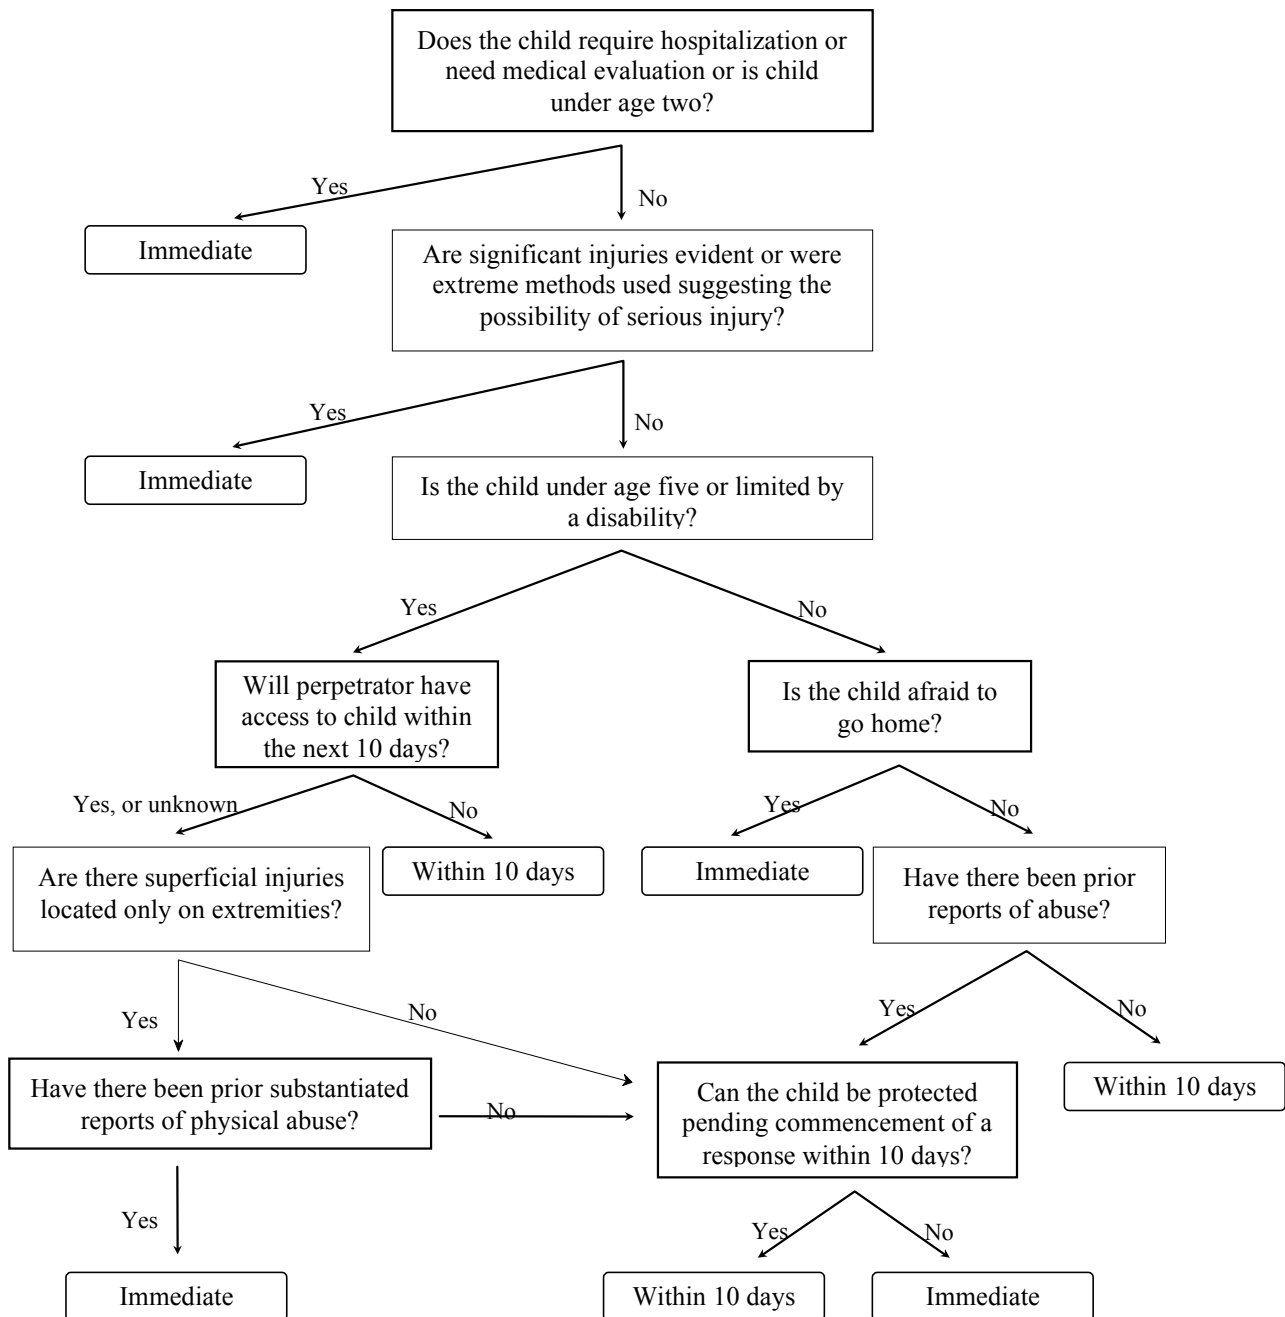 Does the child require hospitalization or
need medical evaluation or is child
under age two?
Yes
No
Immediate
Are significant injuries evident or were
extreme methods used suggesting the
possibility of serious injury?
Yes
No
Immediate
Is the child under age five or limited by
a disability?
Yes
No
Will perpetrator have
access to child within
the next 10 days?
Is the child afraid to
go home?
Yes, or unknown
No
Yes
No
Are there superficial injuries
located only on extremities?
Within 10 days
Immediate
Have there been prior
reports of abuse?
Yes
No
Yes
No
Have there been prior substantiated
reports of physical abuse?
No
Can the child be protected
pending commencement of a
response within 10 days?
Within 10 days
Yes
Yes
No
Immediate
Within 10 days
Immediate